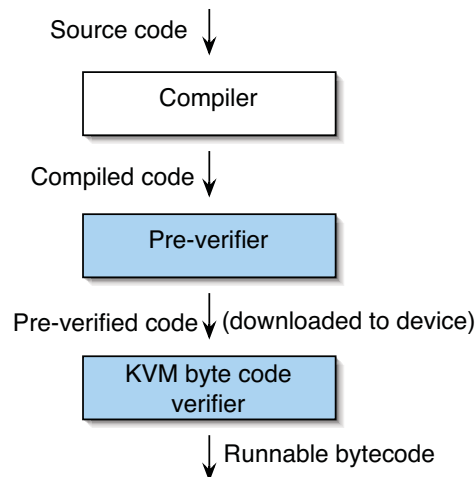 Source code
Compiler
Compiled code
Pre-verifier
Pre-verified code (downloaded to device)
KVM byte code
verifier
Runnable bytecode